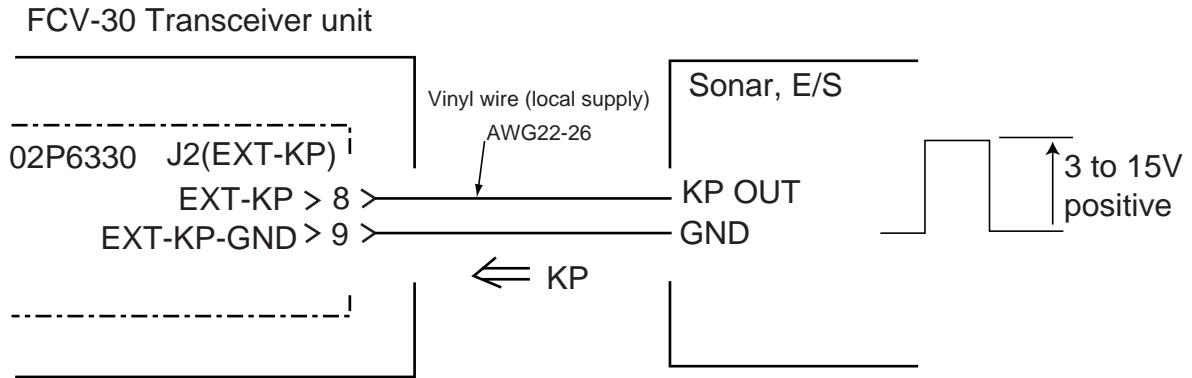 FCV-30 Transceiver unit
Vinyl wire (local supply)
AWG22-26
Sonar, E/S
02P6330 J2(EXT-KP)
EXT-KP > 8
EXT-KP-GND > 9
KP OUT
GND
KP
3 to 15V
positive